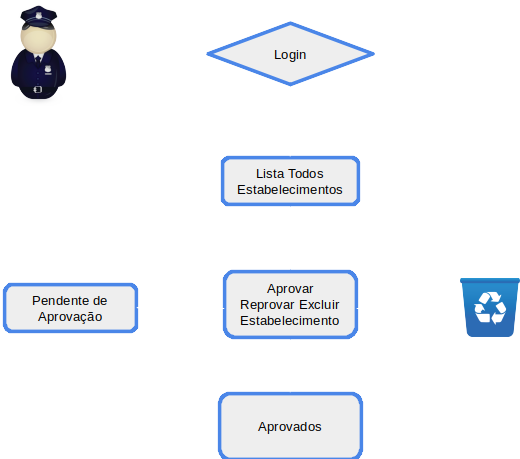 Login
Lista Todos
Estabelecimentos
Pendente de
Aprovação
Aprovar
Reprovar Excluir
Estabelecimento
Aprovados